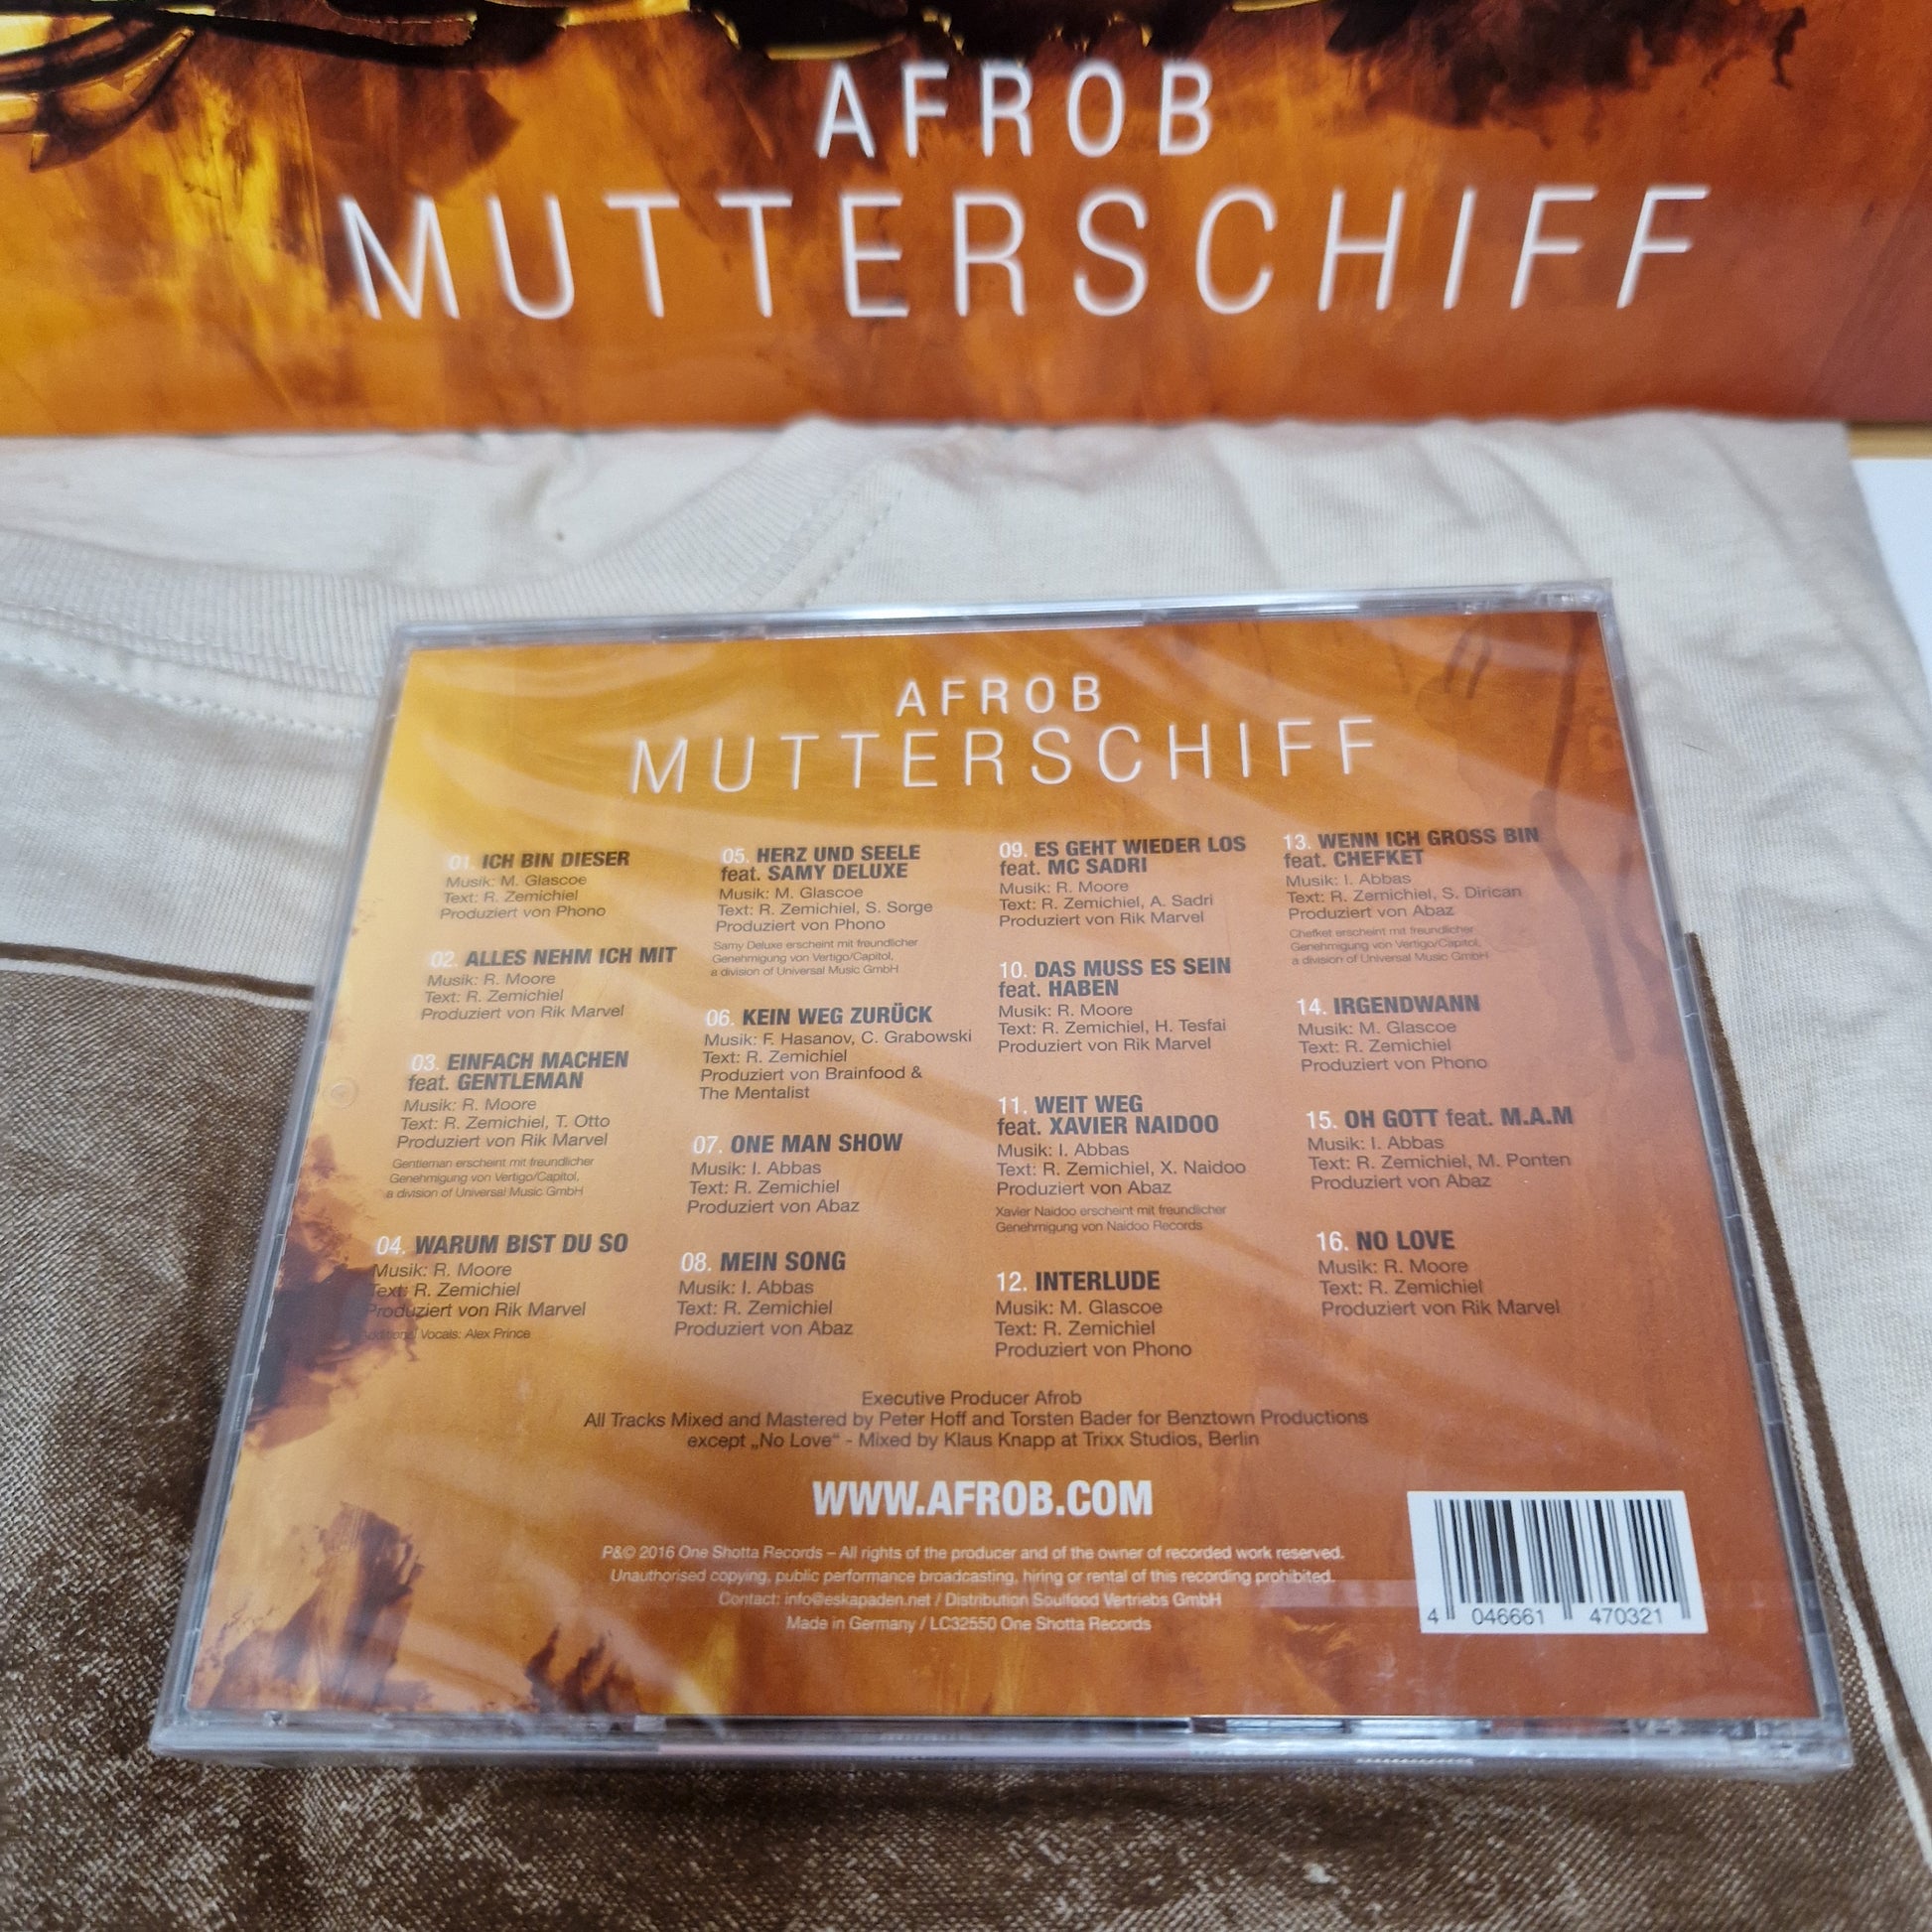 AFROB
MUTTERSCHIFF
AFROB
MUTTERSCHIFF
01. ICH BIN DIESER
Musik: M. Glascoe
Text: R. Zemichiel
Produziert von Phono
02. ALLES NEHM ICH MIT
Musik: R. Moore
Text: R. Zemichiel
Produziert von Rik Marvel
03. EINFACH MACHEN
feat. GENTLEMAN
Musik: R. Moore
Text: R. Zemichiel, T. Otto
Produziert von Rik Marvel
Gentleman erscheint mit freundlicher
Genehmigung von Vertigo/Capitol,
a division of Universal Music GmbH
04. WARUM BIST DU SO
Musik: R. Moore
Text: R. Zemichiel
Produziert von Rik Marvel
Additional Vocals: Alex Prince
05. HERZ UND SEELE
feat. SAMY DELUXE
Musik: M. Glascoe
Text: R. Zemichiel, S. Sorge
Produziert von Phono
Samy Deluxe erscheint mit freundlicher
Genehmigung von Vertigo/Capitol,
a division of Universal Music GmbH
06. KEIN WEG ZURÜCK
Musik: F. Hasanov, C. Grabowski
Text: R. Zemichiel
Produziert von Brainfood &
The Mentalist
07. ONE MAN SHOW
Musik: I. Abbas
Text: R. Zemichiel
Produziert von Abaz
08. MEIN SONG
Musik: I. Abbas
Text: R. Zemichiel
Produziert von Abaz
09. ES GEHT WIEDER LOS
feat. MC SADRI
Musik: R. Moore
Text: R. Zemichiel, A. Sadri
Produziert von Rik Marvel
10. DAS MUSS ES SEIN
feat. HABEN
Musik: R. Moore
Text: R. Zemichiel, H. Tesfai
Produziert von Rik Marvel
11. WEIT WEG
feat. XAVIER NAIDOO
Musik: I. Abbas
Text: R. Zemichiel, X. Naidoo
Produziert von Abaz
Xavier Naidoo erscheint mit freundlicher
Genehmigung von Naidoo Records
12. INTERLUDE
Musik: M. Glascoe
Text: R. Zemichiel
Produziert von Phono
13. WENN ICH GROSS BIN
feat. CHEFKET
Musik: I. Abbas
Text: R. Zemichiel, S. Dirican
Produziert von Abaz
Chefket erscheint mit freundlicher
Genehmigung von Vertigo/Capitol,
a division of Universal Music GmbH
14. IRGENDWANN
Musik: M. Glascoe
Text: R. Zemichiel
Produziert von Phono
15. OH GOTT feat. M.A.M
Musik: I. Abbas
Text: R. Zemichiel, M. Ponten
Produziert von Abaz
16. NO LOVE
Musik: R. Moore
Text: R. Zemichiel
Produziert von Rik Marvel
Executive Producer Afrob
All Tracks Mixed and Mastered by Peter Hoff and Torsten Bader for Benztown Productions
except „No Love“ - Mixed by Klaus Knapp at Trixx Studios, Berlin
WWW.AFROB.COM
P&© 2016 One Shotta Records – All rights of the producer and of the owner of recorded work reserved.
Unauthorised copying, public performance broadcasting, hiring or rental of this recording prohibited.
Contact: info@eskapaden.net / Distribution Soulfood Vertriebs GmbH
Made in Germany / LC32550 One Shotta Records
4 046661 470321